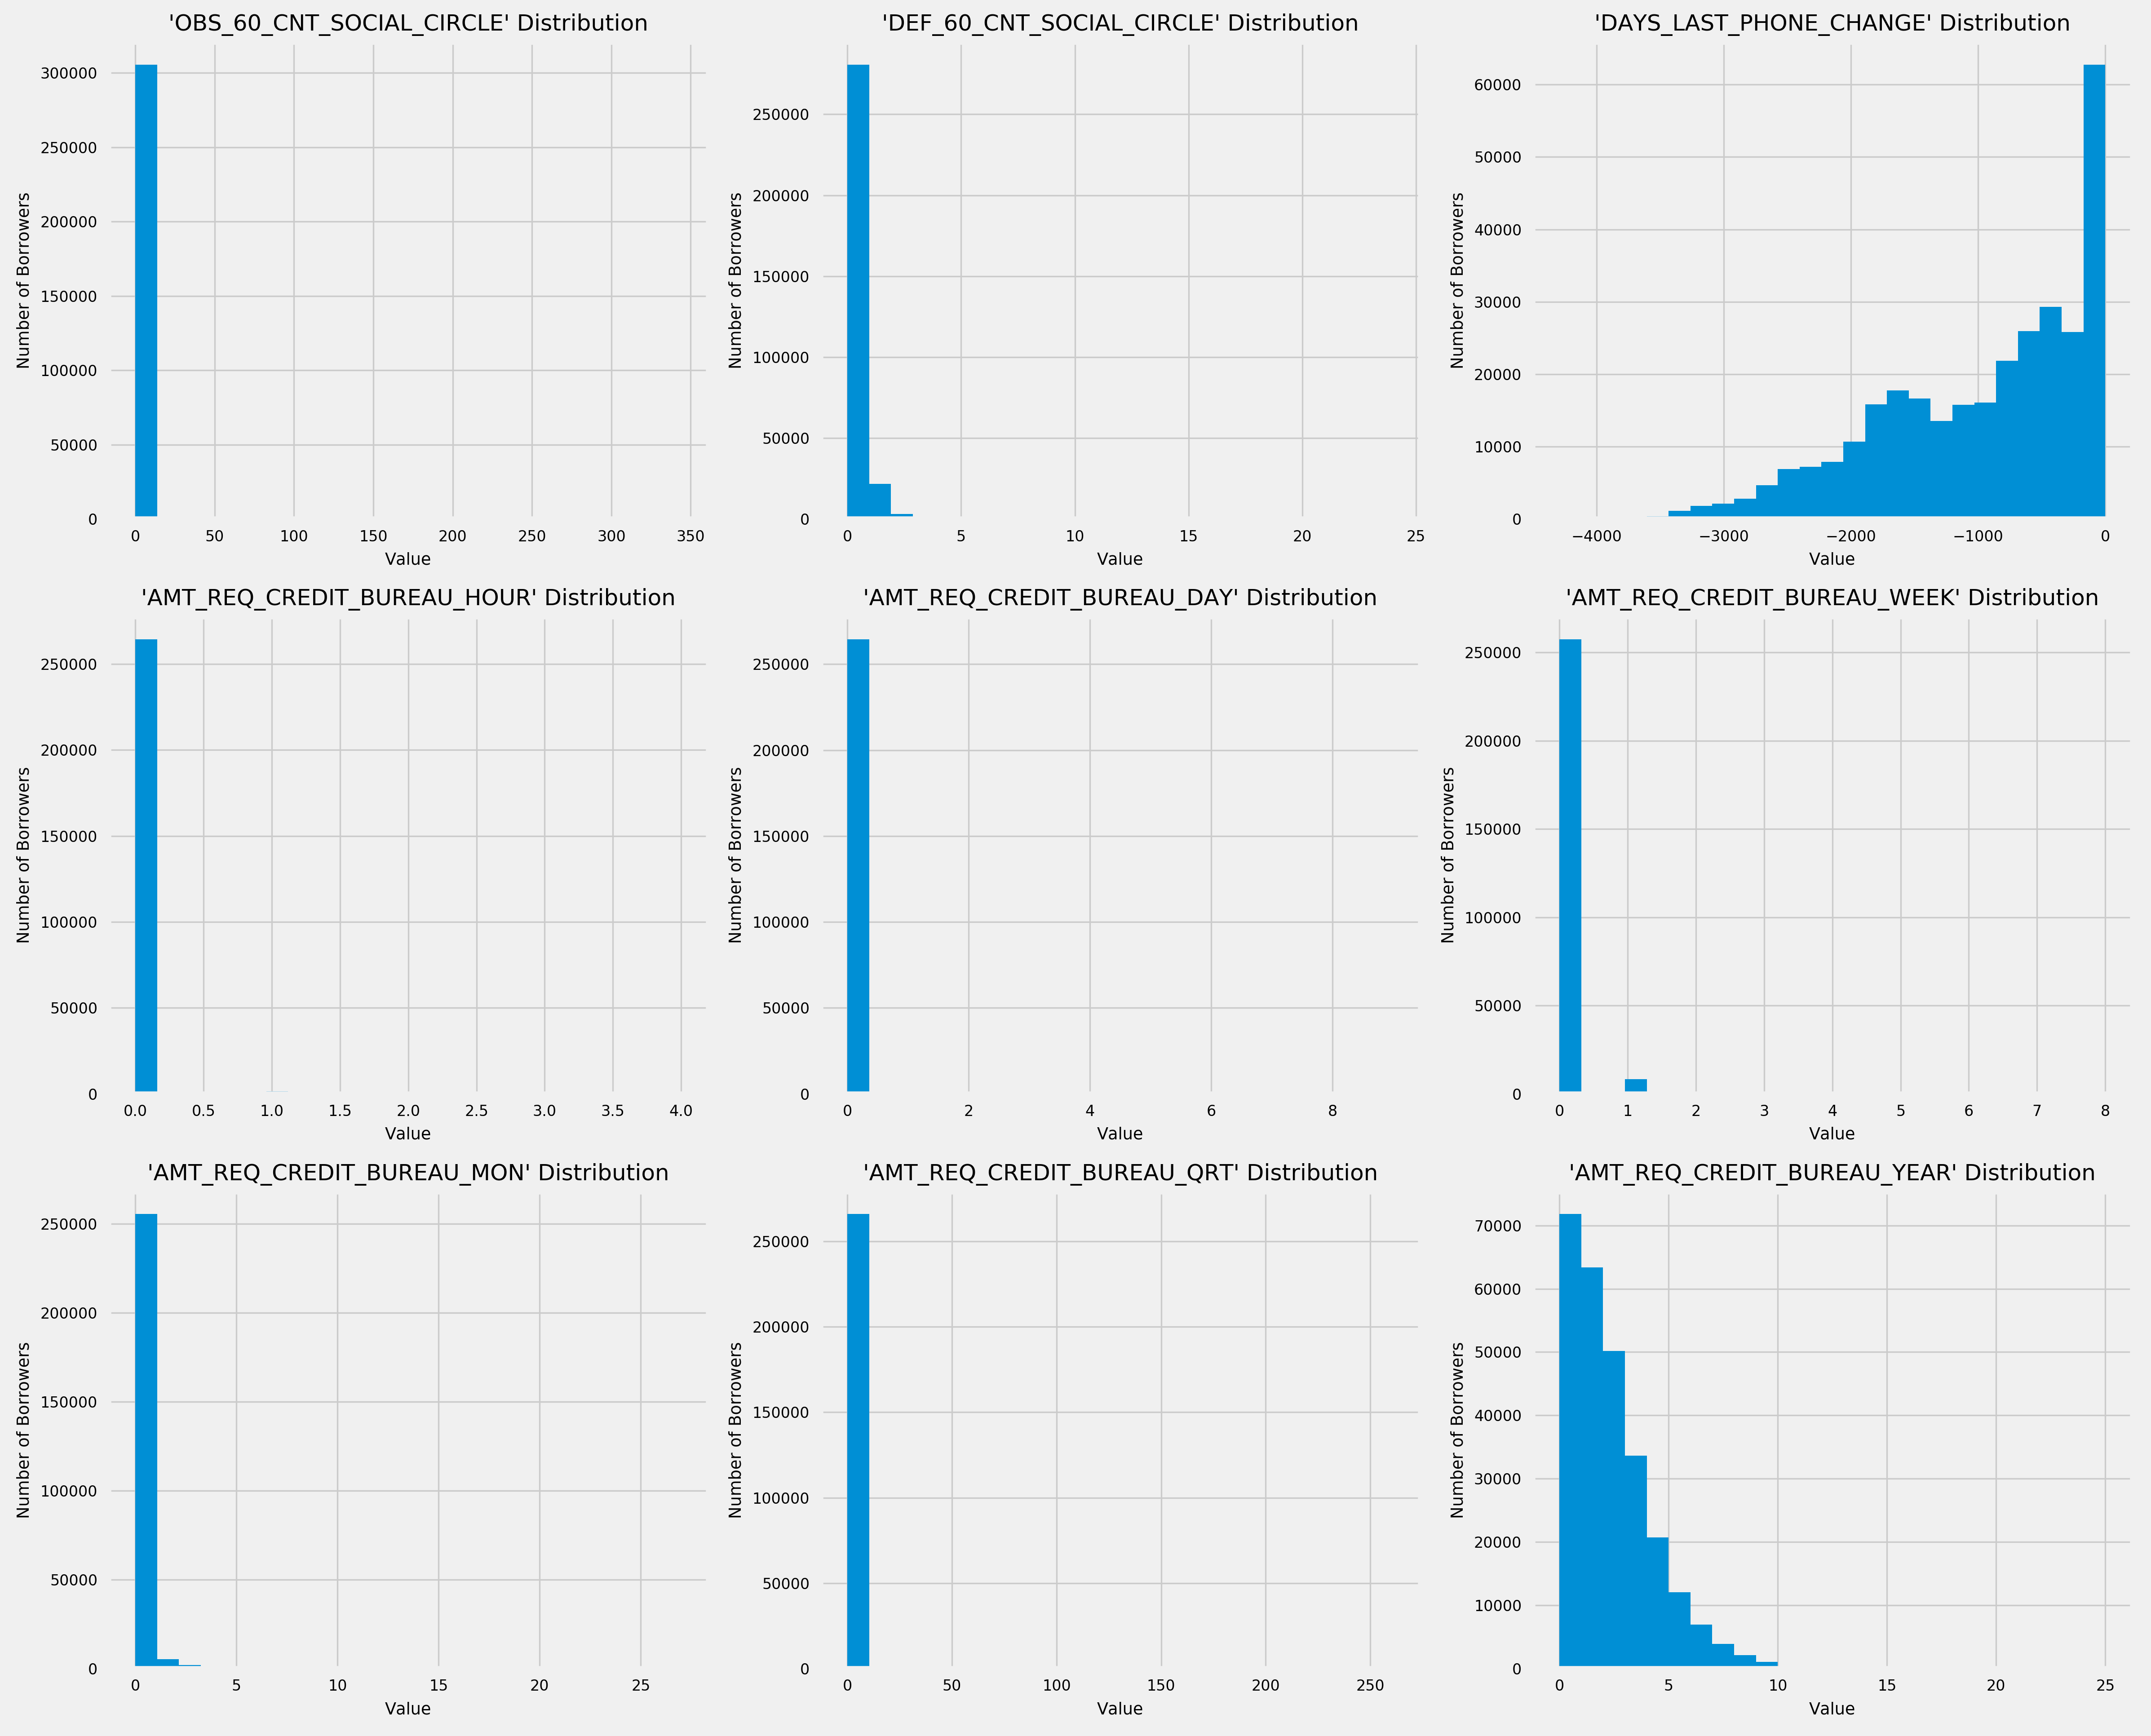 'OBS_60_CNT_SOCIAL_CIRCLE' Distribution
Number of Borrowers
300000
250000
200000
150000
100000
50000
0
0 50 100 150 200 250 300 350
Value
'DEF_60_CNT_SOCIAL_CIRCLE' Distribution
Number of Borrowers
250000
200000
150000
100000
50000
0
0 5 10 15 20 25
Value
'DAYS_LAST_PHONE_CHANGE' Distribution
Number of Borrowers
60000
50000
40000
30000
20000
10000
0
−4000 −3000 −2000 −1000 0
Value
'AMT_REQ_CREDIT_BUREAU_HOUR' Distribution
Number of Borrowers
250000
200000
150000
100000
50000
0
0.0 0.5 1.0 1.5 2.0 2.5 3.0 3.5 4.0
Value
'AMT_REQ_CREDIT_BUREAU_DAY' Distribution
Number of Borrowers
250000
200000
150000
100000
50000
0
0 2 4 6 8
Value
'AMT_REQ_CREDIT_BUREAU_WEEK' Distribution
Number of Borrowers
250000
200000
150000
100000
50000
0
0 1 2 3 4 5 6 7 8
Value
'AMT_REQ_CREDIT_BUREAU_MON' Distribution
Number of Borrowers
250000
200000
150000
100000
50000
0
0 5 10 15 20 25
Value
'AMT_REQ_CREDIT_BUREAU_QRT' Distribution
Number of Borrowers
250000
200000
150000
100000
50000
0
0 50 100 150 200 250
Value
'AMT_REQ_CREDIT_BUREAU_YEAR' Distribution
Number of Borrowers
70000
60000
50000
40000
30000
20000
10000
0
0 5 10 15 20 25
Value